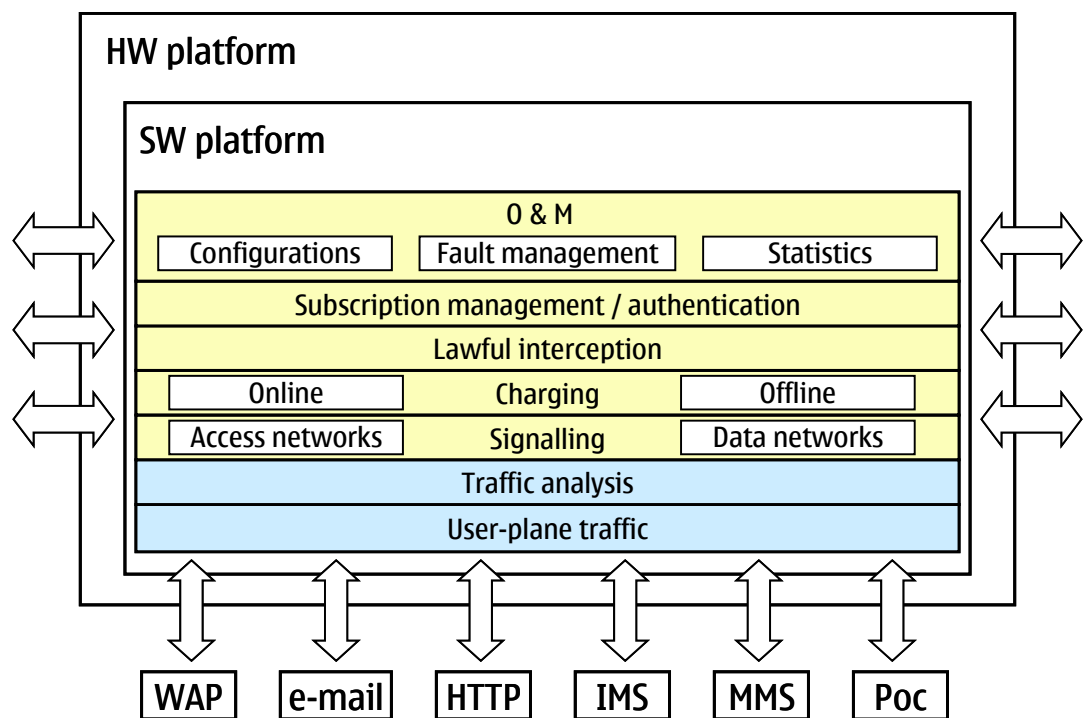 HW platform
SW platform
O & M
Configurations Fault management Statistics
Subscription management / authentication
Lawful interception
Online Charging Offline
Access networks Signalling Data networks
Traffic analysis
User-plane traffic
WAP e-mail HTTP IMS MMS Poc